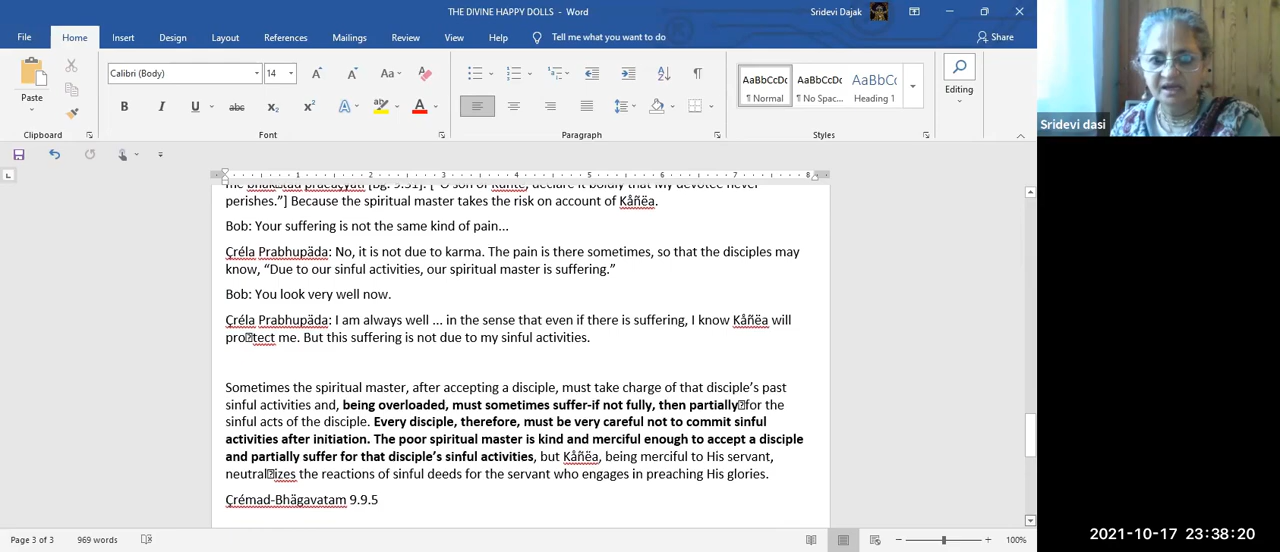 THE DIVINE HAPPY DOLLS - Word
Sridevi Dajak
File Home Insert Design Layout References Mailings Review View Help Tell me what you want to do Share
Paste
Calibri (Body) 14
Aa
B I U abc x₂ x² A A
AaBbCcDc AaBbCcDc AaBbCc
¶ Normal ¶ No Spac... Heading 1
Editing
Clipboard Font Paragraph Styles
Sridevi dasi
1 2 3 4 5 6 7 8
perishes."] Because the spiritual master takes the risk on account of Kåñëa.
Bob: Your suffering is not the same kind of pain...
Çréla Prabhupäda: No, it is not due to karma. The pain is there sometimes, so that the disciples may
know, "Due to our sinful activities, our spiritual master is suffering."
Bob: You look very well now.
Çréla Prabhupäda: I am always well ... in the sense that even if there is suffering, I know Kåñëa will
pro⍰tect me. But this suffering is not due to my sinful activities.
Sometimes the spiritual master, after accepting a disciple, must take charge of that disciple's past
sinful activities and, being overloaded, must sometimes suffer-if not fully, then partially⍰for the
sinful acts of the disciple. Every disciple, therefore, must be very careful not to commit sinful
activities after initiation. The poor spiritual master is kind and merciful enough to accept a disciple
and partially suffer for that disciple's sinful activities, but Kåñëa, being merciful to His servant,
neutral⍰izes the reactions of sinful deeds for the servant who engages in preaching His glories.
Çrémad-Bhägavatam 9.9.5
Page 3 of 3 969 words 100%
2021-10-17 23:38:20